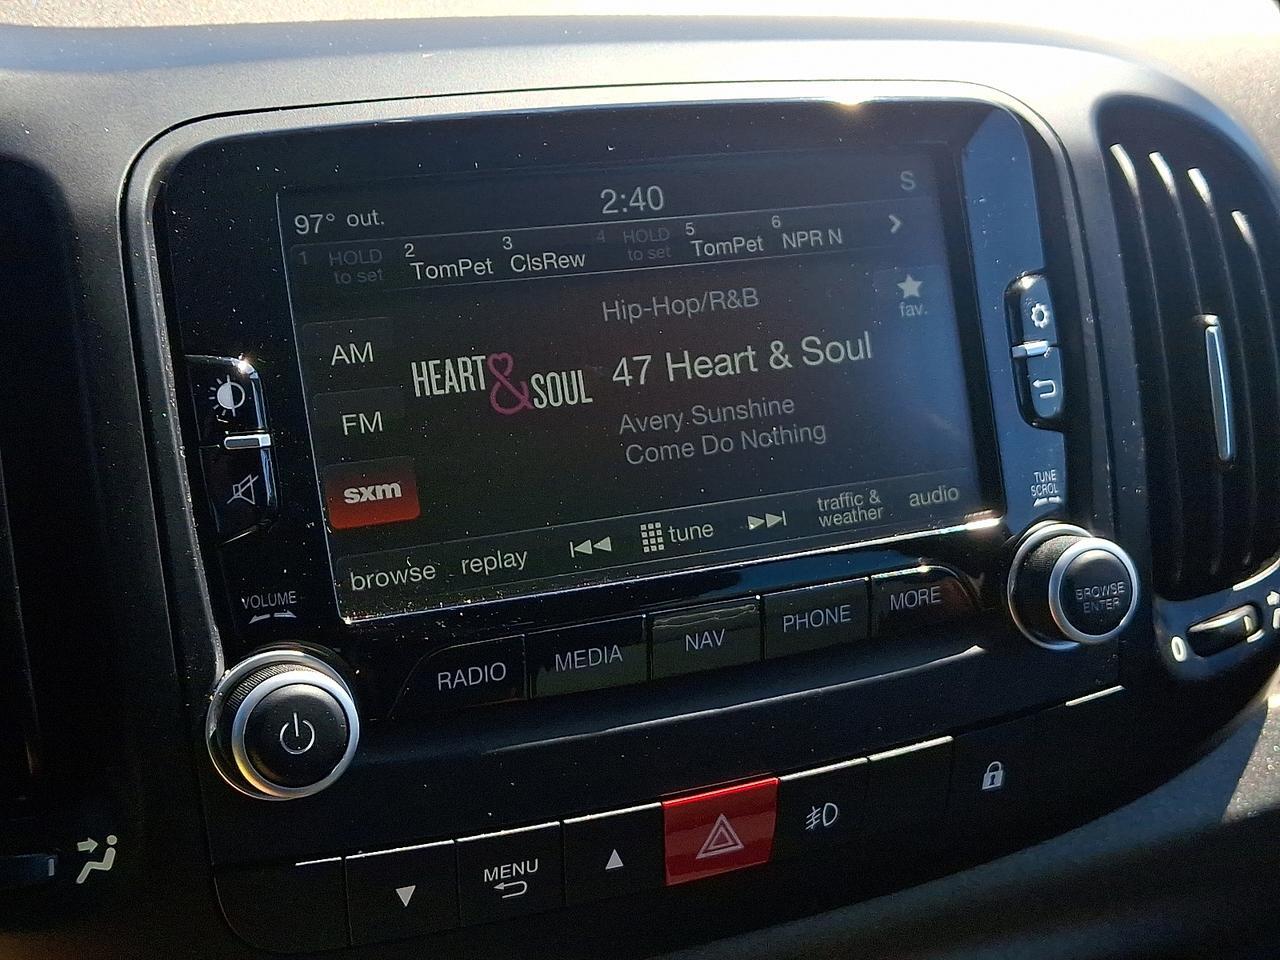 97° out.
2:40
S
1 HOLD to set
2 TomPet
3 ClsRew
4 HOLD to set
5 TomPet
6 NPR N
Hip-Hop/R&B
fav.
AM
HEART & SOUL
47 Heart & Soul
FM
Avery Sunshine
Come Do Nothing
sxm
browse
replay
tune
traffic & weather
audio
TUNE
SCROL
VOLUME
BROWSE
ENTER
RADIO
MEDIA
NAV
PHONE
MORE
MENU
0